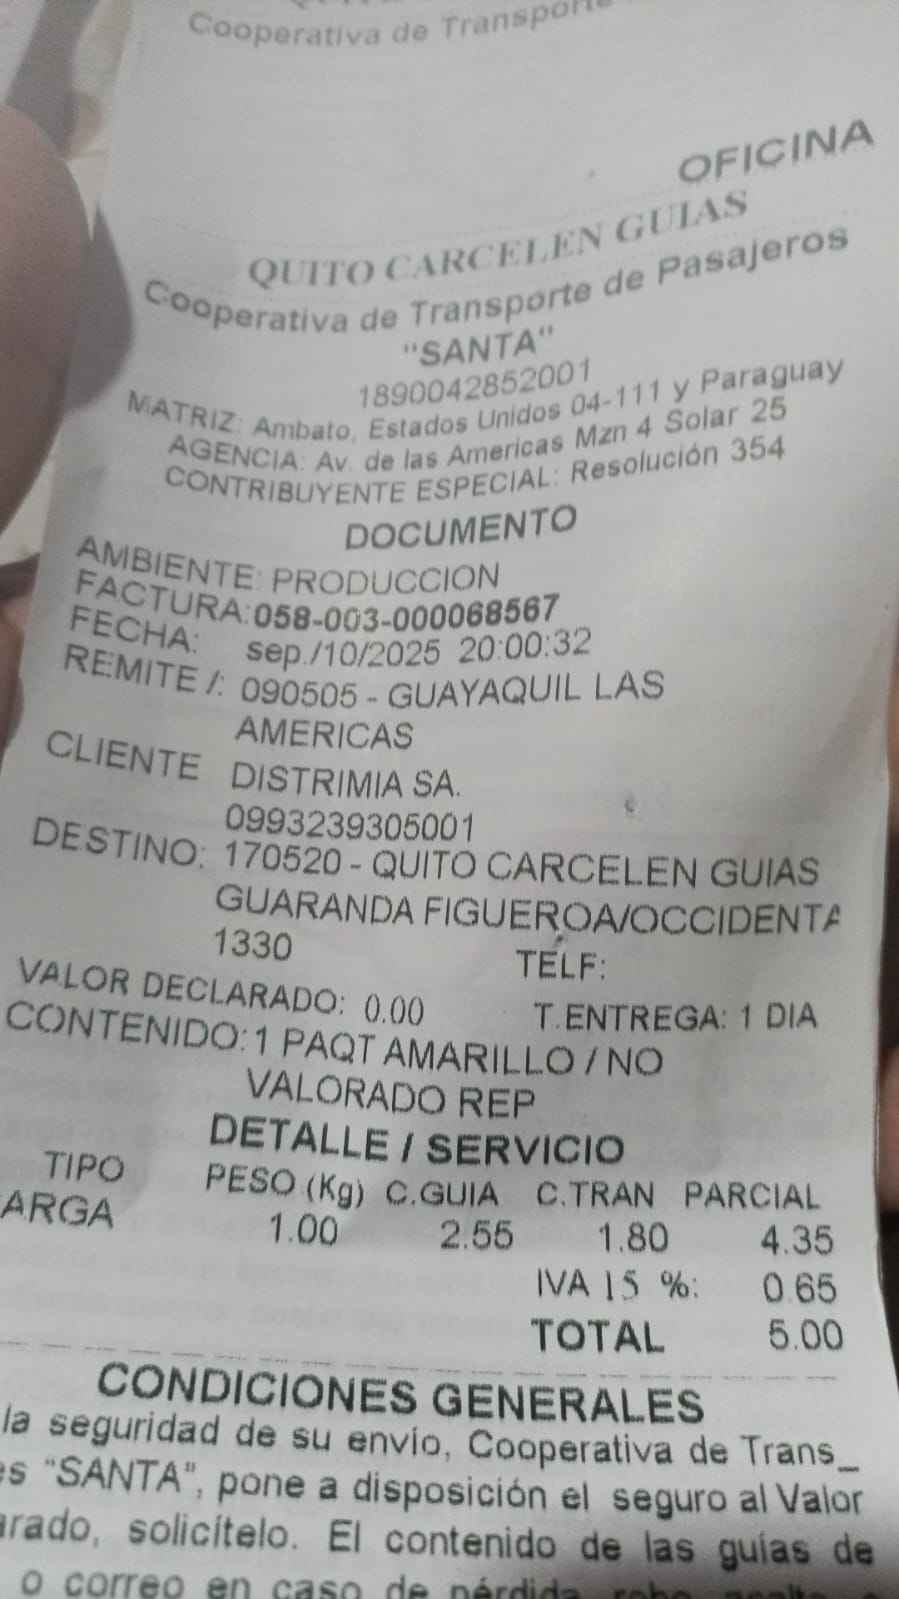 Cooperativa de Transporte
OFICINA
QUITO CARCELEN GUIAS
Cooperativa de Transporte de Pasajeros
"SANTA"
1890042852001
MATRIZ: Ambato, Estados Unidos 04-111 y Paraguay
AGENCIA: Av. de las Americas Mzn 4 Solar 25
CONTRIBUYENTE ESPECIAL: Resolución 354
DOCUMENTO
AMBIENTE: PRODUCCION
FACTURA: 058-003-000068567
FECHA: sep./10/2025 20:00:32
REMITE /: 090505 - GUAYAQUIL LAS
AMERICAS
CLIENTE DISTRIMIA SA.
0993239305001
DESTINO: 170520 - QUITO CARCELEN GUIAS
GUARANDA FIGUEROA/OCCIDENTA
1330 TELF:
VALOR DECLARADO: 0.00 T.ENTREGA: 1 DIA
CONTENIDO: 1 PAQT AMARILLO / NO
VALORADO REP
DETALLE / SERVICIO
TIPO PESO (Kg) C.GUIA C.TRAN PARCIAL
ARGA 1.00 2.55 1.80 4.35
IVA 15 %: 0.65
TOTAL 5.00
CONDICIONES GENERALES
la seguridad de su envío, Cooperativa de Trans_
es "SANTA", pone a disposición el seguro al Valor
arado, solicítelo. El contenido de las guías de
o correo en caso de pérdida